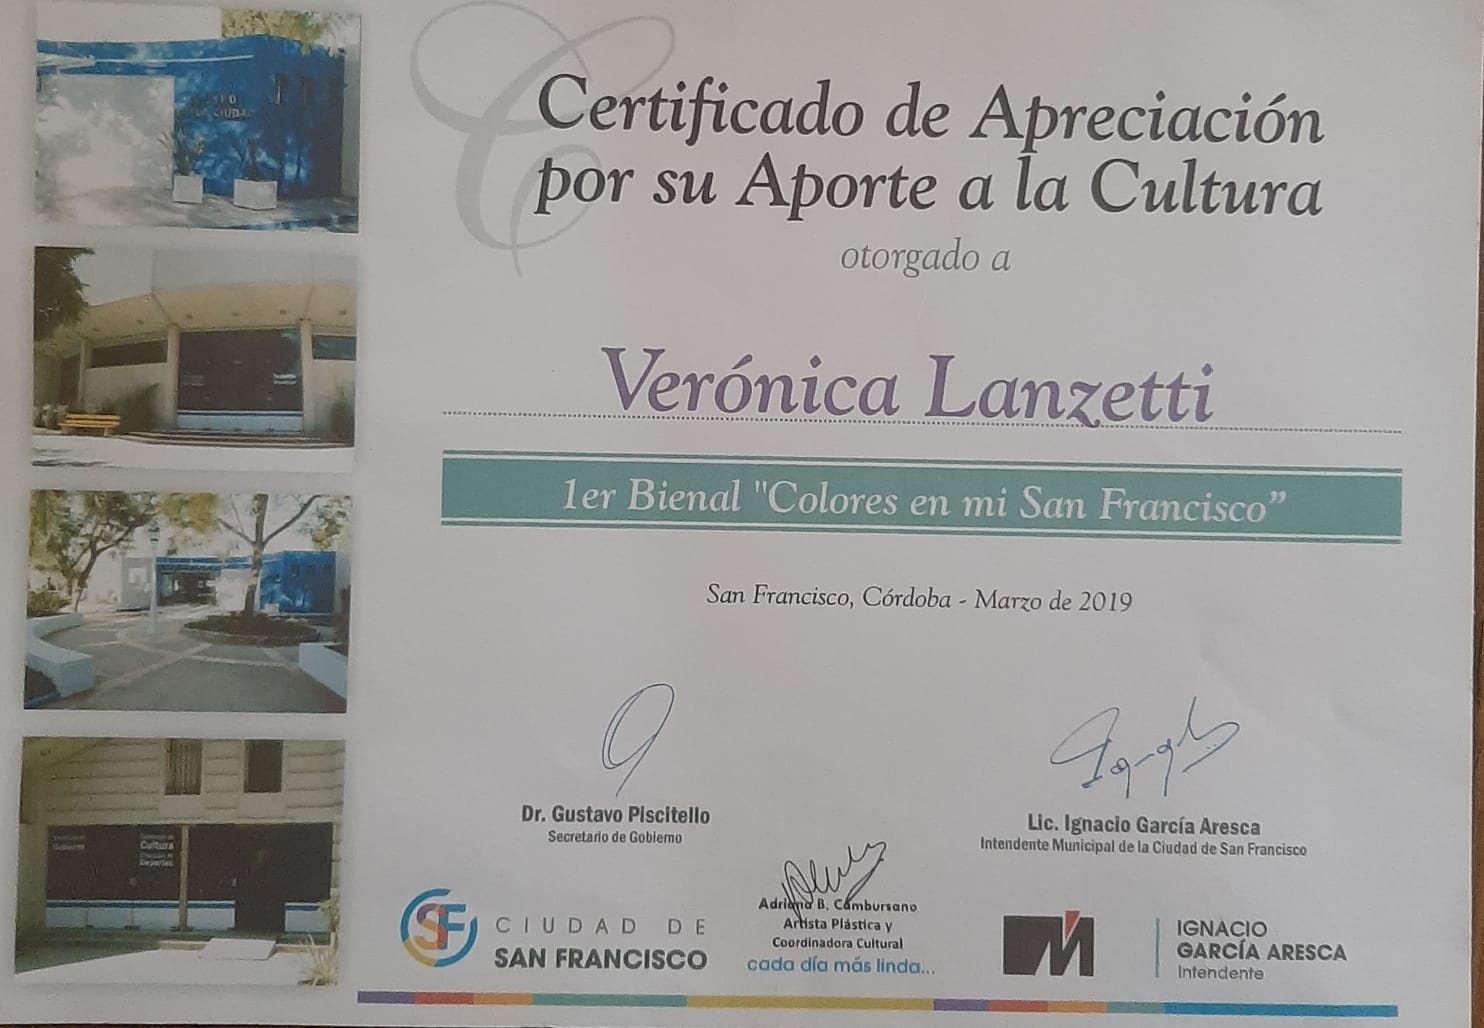 Certificado de Apreciación
por su Aporte a la Cultura
otorgado a
Verónica Lanzetti
1er Bienal "Colores en mi San Francisco”
San Francisco, Córdoba - Marzo de 2019
Dr. Gustavo Piscitello
Secretario de Gobierno
Lic. Ignacio García Aresca
Intendente Municipal de la Ciudad de San Francisco
Adriana B. Cambursano
Artista Plástica y
Coordinadora Cultural
cada día más linda...
SF
CIUDAD DE
SAN FRANCISCO
IGNACIO
GARCÍA ARESCA
Intendente
CIUDAD
Cultura
Deportes